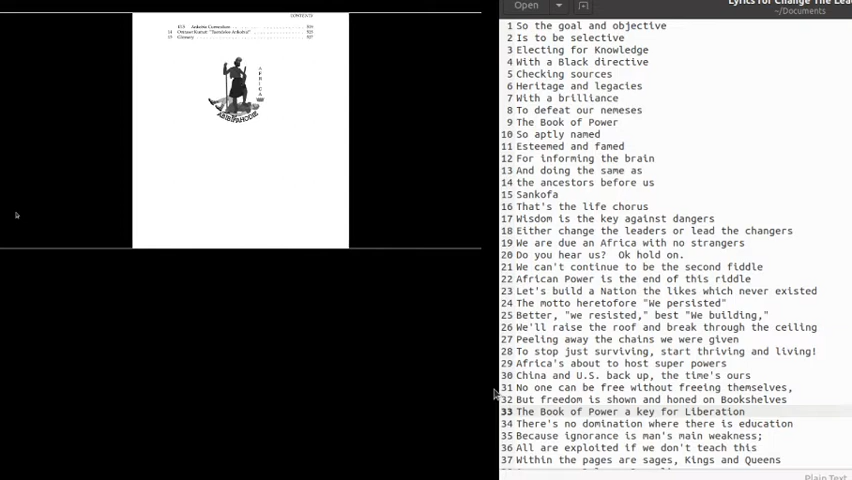 CONTENTS
Glossary
AFRICA
ABIBIFAHODIE
Open
Lyrics for Change The Lea
~/Documents
1 So the goal and objective
2 Is to be selective
3 Electing for Knowledge
4 With a Black directive
5 Checking sources
6 Heritage and legacies
7 With a brilliance
8 To defeat our nemeses
9 The Book of Power
10 So aptly named
11 Esteemed and famed
12 For informing the brain
13 And doing the same as
14 the ancestors before us
15 Sankofa
16 That's the life chorus
17 Wisdom is the key against dangers
18 Either change the leaders or lead the changers
19 We are due an Africa with no strangers
20 Do you hear us?  Ok hold on.
21 We can't continue to be the second fiddle
22 African Power is the end of this riddle
23 Let's build a Nation the likes which never existed
24 The motto heretofore "We persisted"
25 Better, "we resisted," best "We building,"
26 We'll raise the roof and break through the ceiling
27 Peeling away the chains we were given
28 To stop just surviving, start thriving and living!
29 Africa's about to host super powers
30 China and U.S. back up, the time's ours
31 No one can be free without freeing themselves,
32 But freedom is shown and honed on Bookshelves
33 The Book of Power a key for Liberation
34 There's no domination where there is education
35 Because ignorance is man's main weakness;
36 All are exploited if we don't teach this
37 Within the pages are sages, Kings and Queens
Plain Text